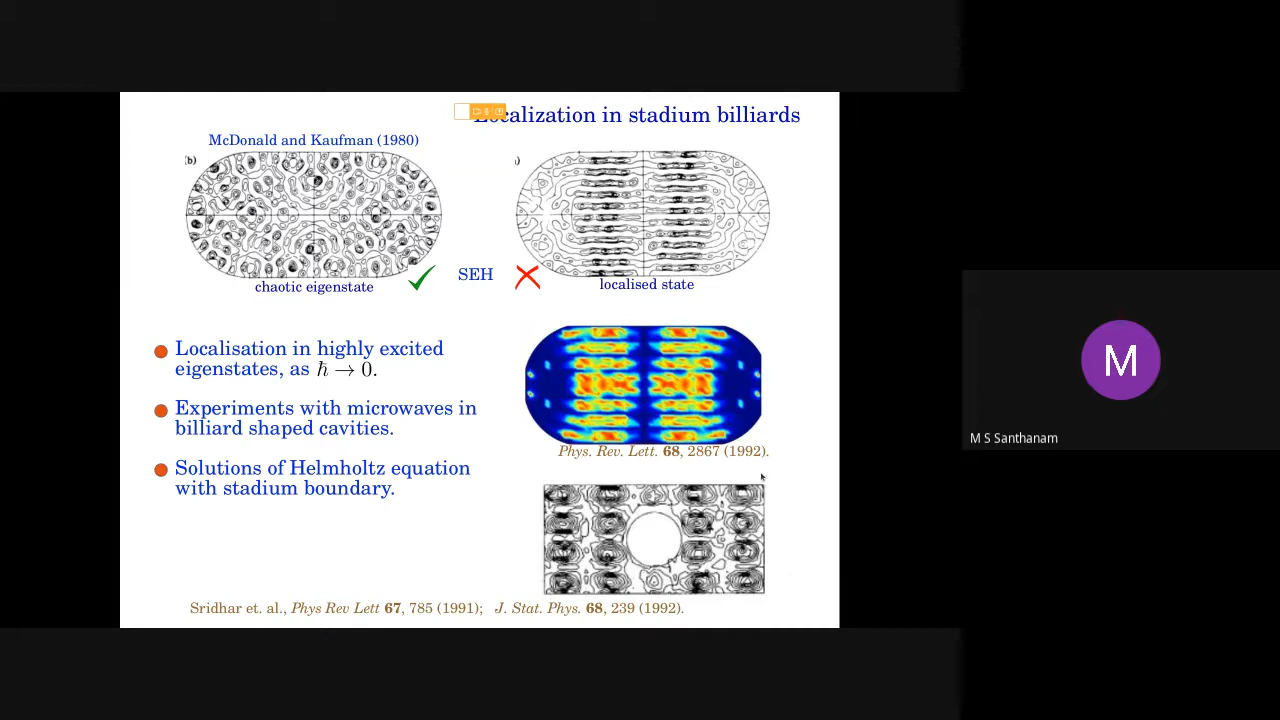 Localization in stadium billiards
McDonald and Kaufman (1980)
(b)
)
SEH
chaotic eigenstate
localised state
Localisation in highly excited
eigenstates, as ℏ → 0.
Experiments with microwaves in
billiard shaped cavities.
Phys. Rev. Lett. 68, 2867 (1992).
Solutions of Helmholtz equation
with stadium boundary.
Sridhar et. al., Phys Rev Lett 67, 785 (1991); J. Stat. Phys. 68, 239 (1992).
M
M S Santhanam